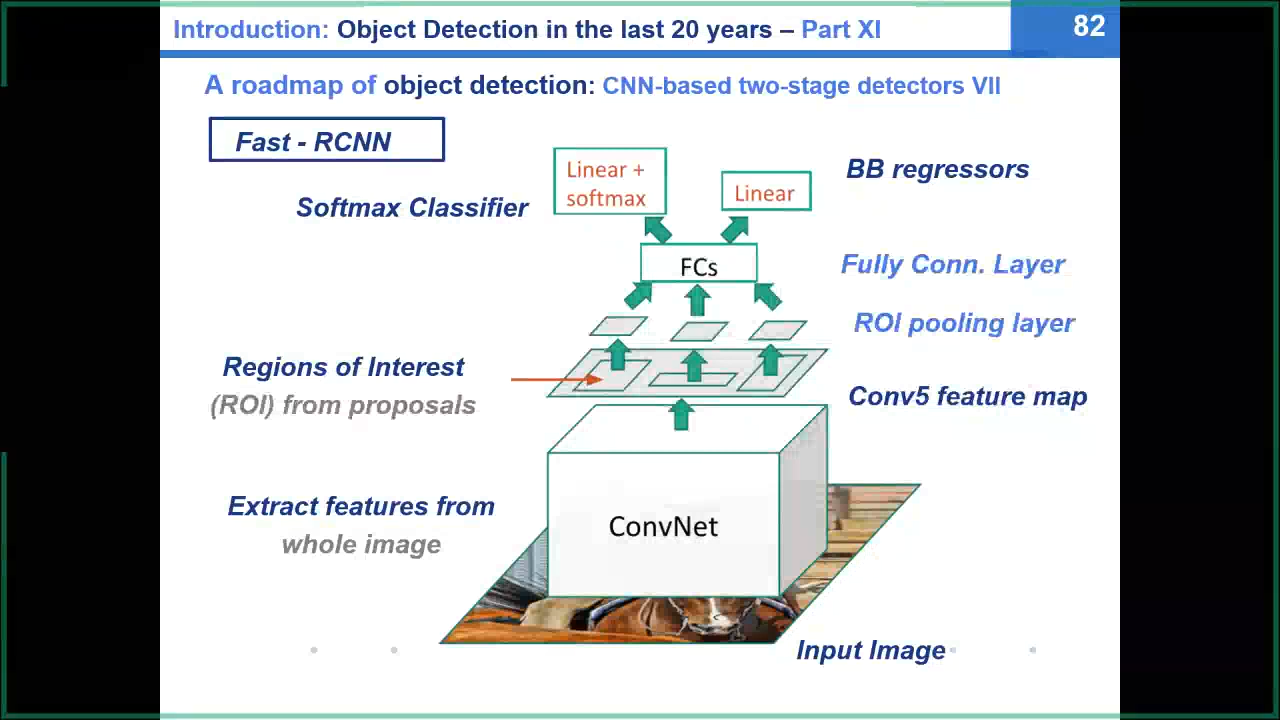 Introduction: Object Detection in the last 20 years – Part XI
82
A roadmap of object detection: CNN-based two-stage detectors VII
Fast - RCNN
Linear +
softmax
Linear
BB regressors
Softmax Classifier
FCs
Fully Conn. Layer
ROI pooling layer
Regions of Interest
(ROI) from proposals
Conv5 feature map
Extract features from
whole image
ConvNet
Input Image